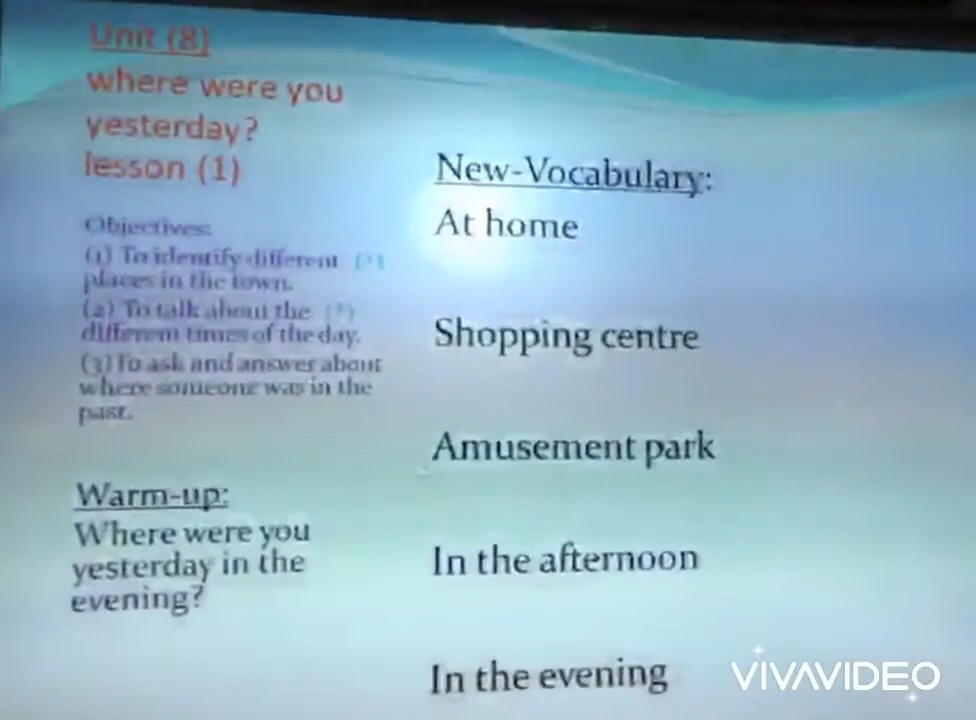 Unit (8)
where were you
yesterday?
lesson (1)
Objectives:
(1) To identify different (*)
places in the town.
(2) To talk about the (*)
different times of the day.
(3) To ask and answer about
where someone was in the
past.
Warm-up:
Where were you
yesterday in the
evening?
New-Vocabulary:
At home
Shopping centre
Amusement park
In the afternoon
In the evening
VIVAVIDEO